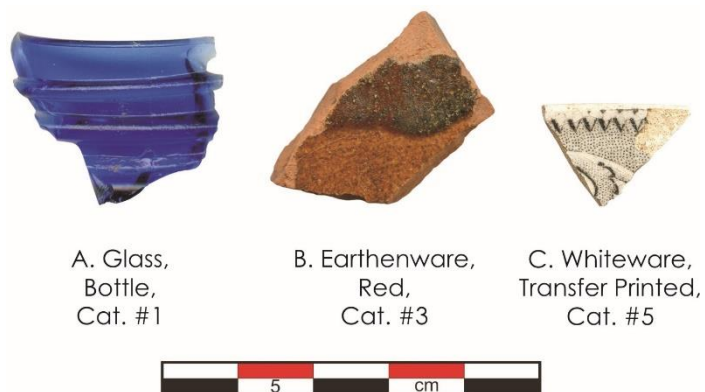 A. Glass,
Bottle,
Cat. #1
B. Earthenware,
Red,
Cat. #3
C. Whiteware,
Transfer Printed,
Cat. #5
5 cm